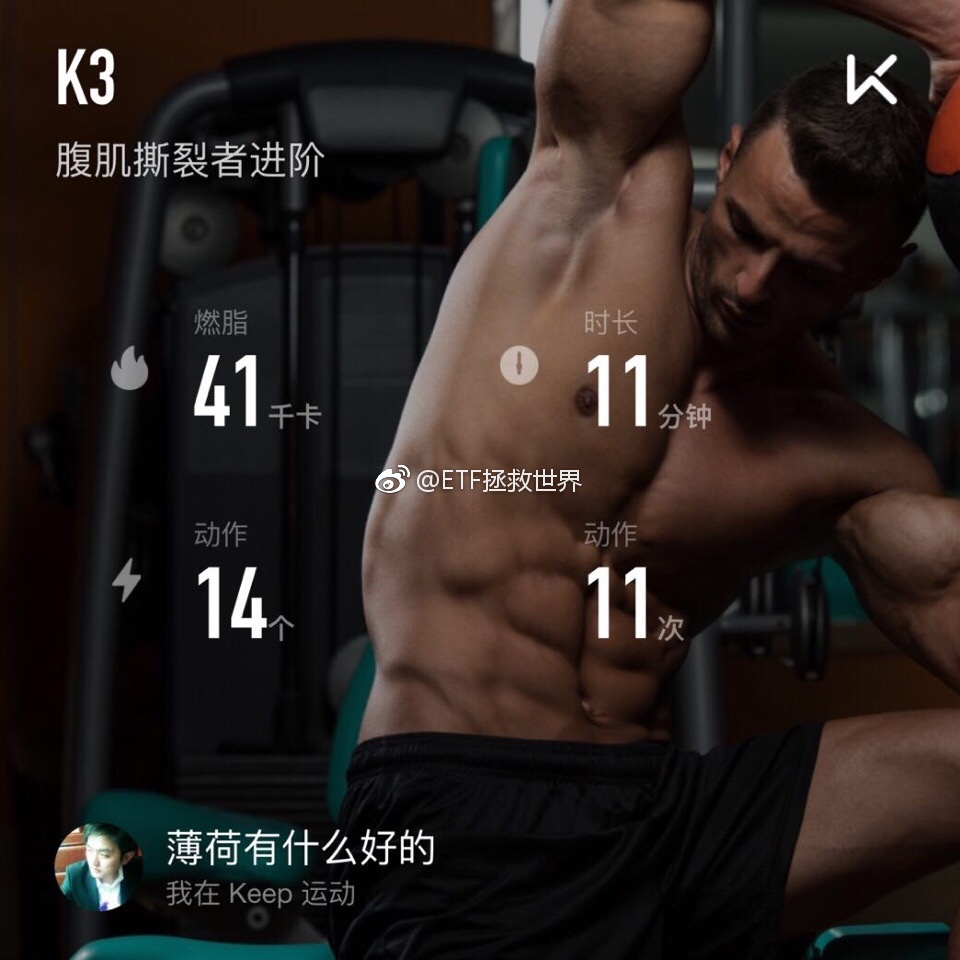 K3
腹肌撕裂者进阶
燃脂
41千卡
时长
11分钟
@ETF拯救世界
动作
14个
动作
11次
薄荷有什么好的
我在 Keep 运动